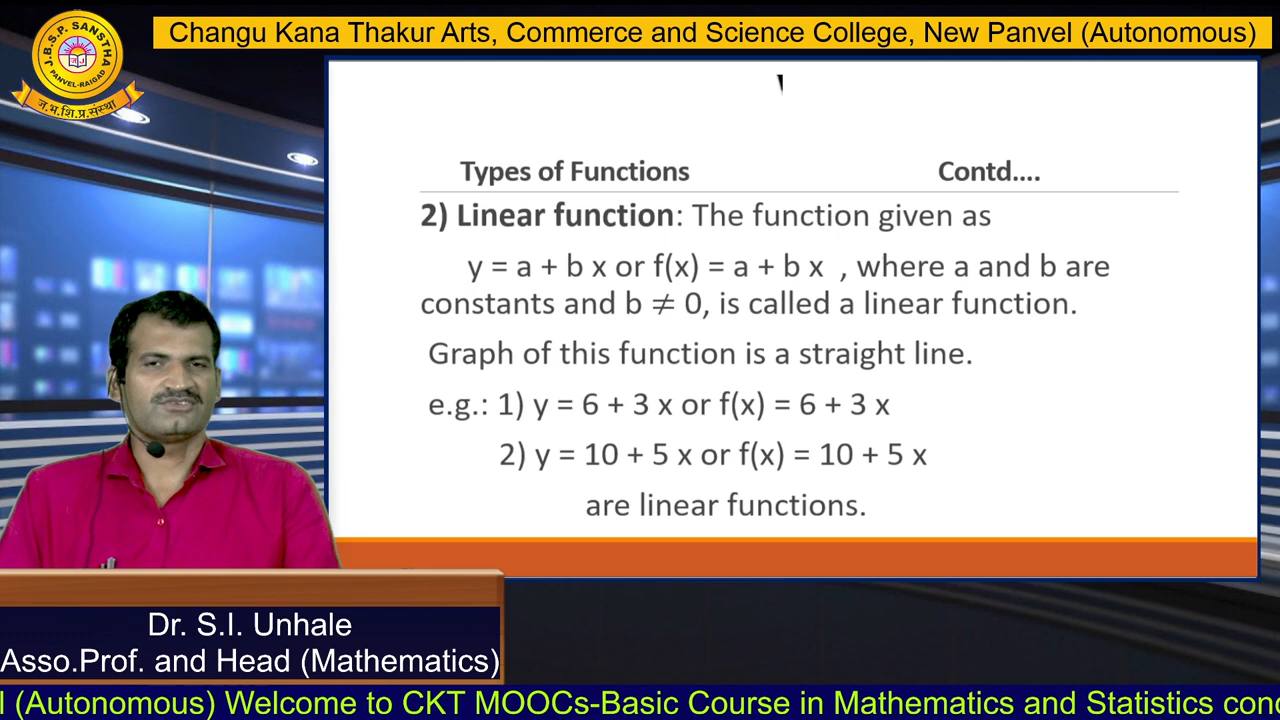 Changu Kana Thakur Arts, Commerce and Science College, New Panvel (Autonomous)
J.B.S.P. SANSTHA
PANVEL-RAIGAD
ज.भ.शि.प्र.संस्था
Types of Functions Contd....
2) Linear function: The function given as
y = a + b x or f(x) = a + b x , where a and b are
constants and b ≠ 0, is called a linear function.
Graph of this function is a straight line.
e.g.: 1) y = 6 + 3 x or f(x) = 6 + 3 x
2) y = 10 + 5 x or f(x) = 10 + 5 x
are linear functions.
Dr. S.I. Unhale
Asso.Prof. and Head (Mathematics)
l (Autonomous) Welcome to CKT MOOCs-Basic Course in Mathematics and Statistics con